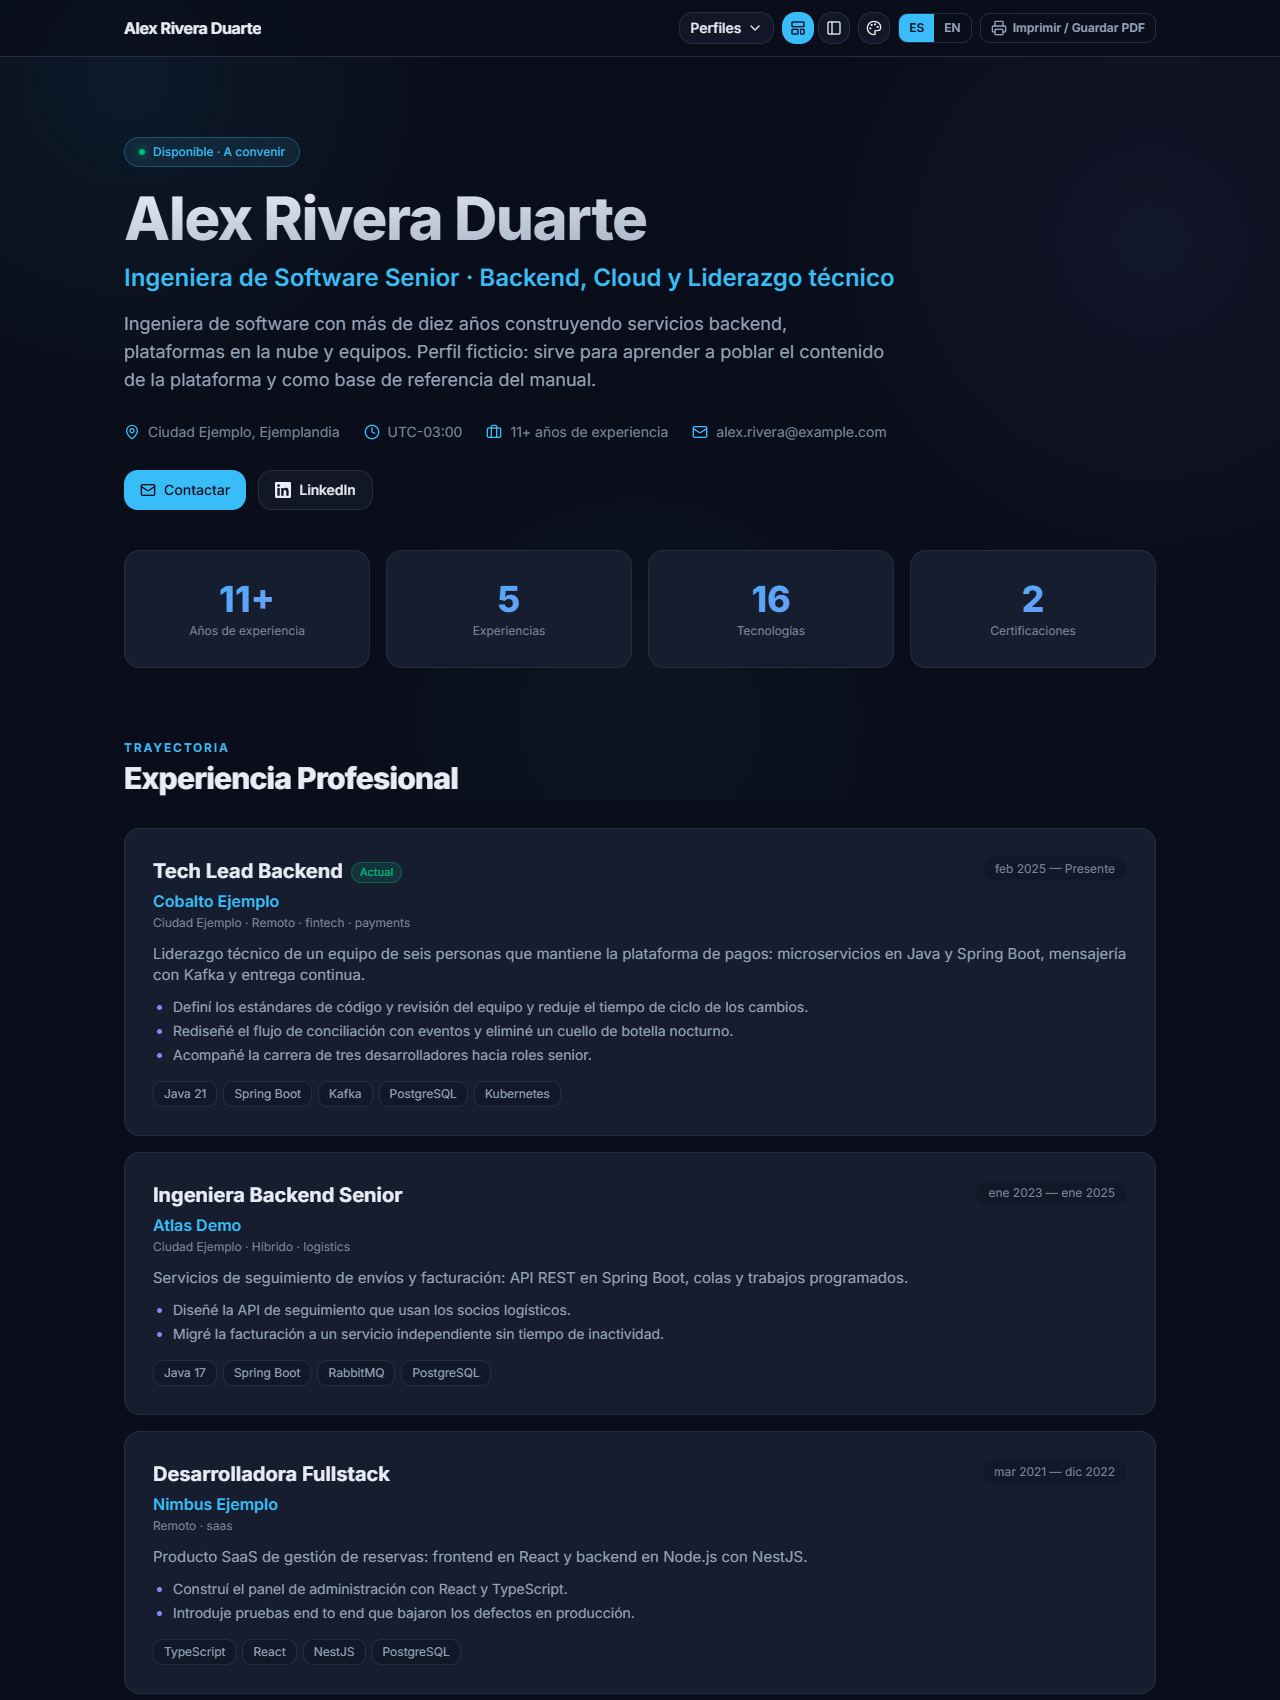 Alex Rivera Duarte
Perfiles
ES
EN
Imprimir / Guardar PDF
Disponible · A convenir
Alex Rivera Duarte
Ingeniera de Software Senior · Backend, Cloud y Liderazgo técnico
Ingeniera de software con más de diez años construyendo servicios backend,
plataformas en la nube y equipos. Perfil ficticio: sirve para aprender a poblar el contenido
de la plataforma y como base de referencia del manual.
Ciudad Ejemplo, Ejemplandia
UTC-03:00
11+ años de experiencia
alex.rivera@example.com
Contactar
LinkedIn
11+
Años de experiencia
5
Experiencias
16
Tecnologías
2
Certificaciones
TRAYECTORIA
Experiencia Profesional
Tech Lead Backend
Actual
feb 2025 — Presente
Cobalto Ejemplo
Ciudad Ejemplo · Remoto · fintech · payments
Liderazgo técnico de un equipo de seis personas que mantiene la plataforma de pagos: microservicios en Java y Spring Boot, mensajería
con Kafka y entrega continua.
Definí los estándares de código y revisión del equipo y reduje el tiempo de ciclo de los cambios.
Rediseñé el flujo de conciliación con eventos y eliminé un cuello de botella nocturno.
Acompañé la carrera de tres desarrolladores hacia roles senior.
Java 21
Spring Boot
Kafka
PostgreSQL
Kubernetes
Ingeniera Backend Senior
ene 2023 — ene 2025
Atlas Demo
Ciudad Ejemplo · Híbrido · logistics
Servicios de seguimiento de envíos y facturación: API REST en Spring Boot, colas y trabajos programados.
Diseñé la API de seguimiento que usan los socios logísticos.
Migré la facturación a un servicio independiente sin tiempo de inactividad.
Java 17
Spring Boot
RabbitMQ
PostgreSQL
Desarrolladora Fullstack
mar 2021 — dic 2022
Nimbus Ejemplo
Remoto · saas
Producto SaaS de gestión de reservas: frontend en React y backend en Node.js con NestJS.
Construí el panel de administración con React y TypeScript.
Introduje pruebas end to end que bajaron los defectos en producción.
TypeScript
React
NestJS
PostgreSQL